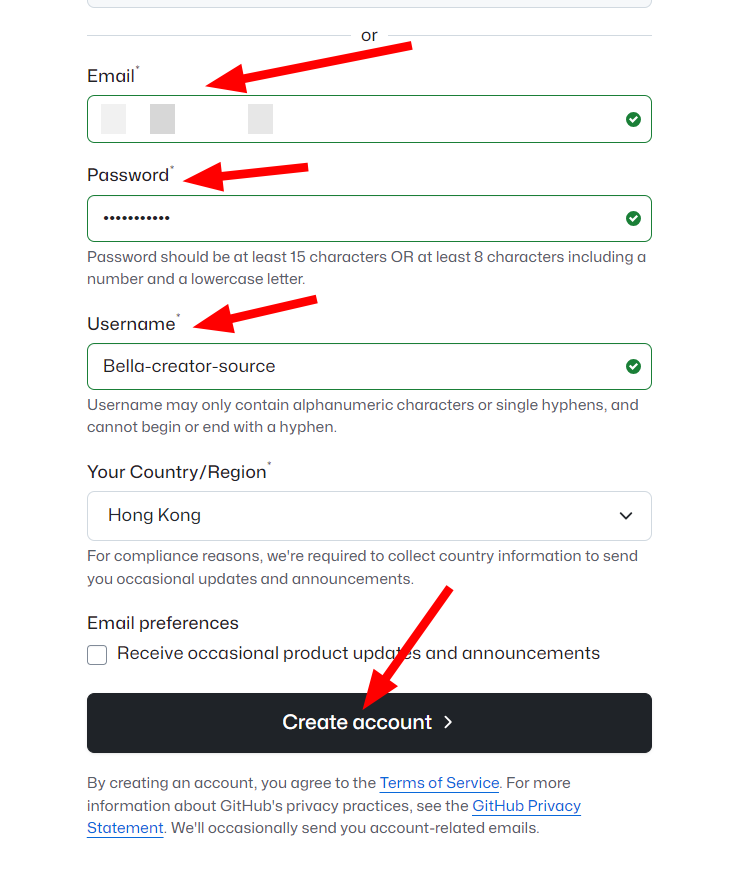 or
Email*
•••••••••••
Password*
Password should be at least 15 characters OR at least 8 characters including a
number and a lowercase letter.
Username*
Bella-creator-source
Username may only contain alphanumeric characters or single hyphens, and
cannot begin or end with a hyphen.
Your Country/Region*
Hong Kong
For compliance reasons, we're required to collect country information to send
you occasional updates and announcements.
Email preferences
Receive occasional product updates and announcements
Create account
By creating an account, you agree to the Terms of Service. For more
information about GitHub's privacy practices, see the GitHub Privacy
Statement. We'll occasionally send you account-related emails.